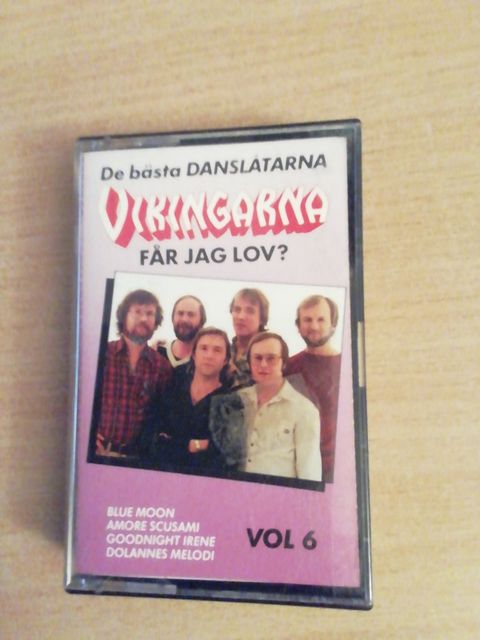 De bästa DANSLÅTARNA
VIKINGARNA
FÅR JAG LOV?
BLUE MOON
AMORE SCUSAMI
GOODNIGHT IRENE
DOLANNES MELODI
VOL 6